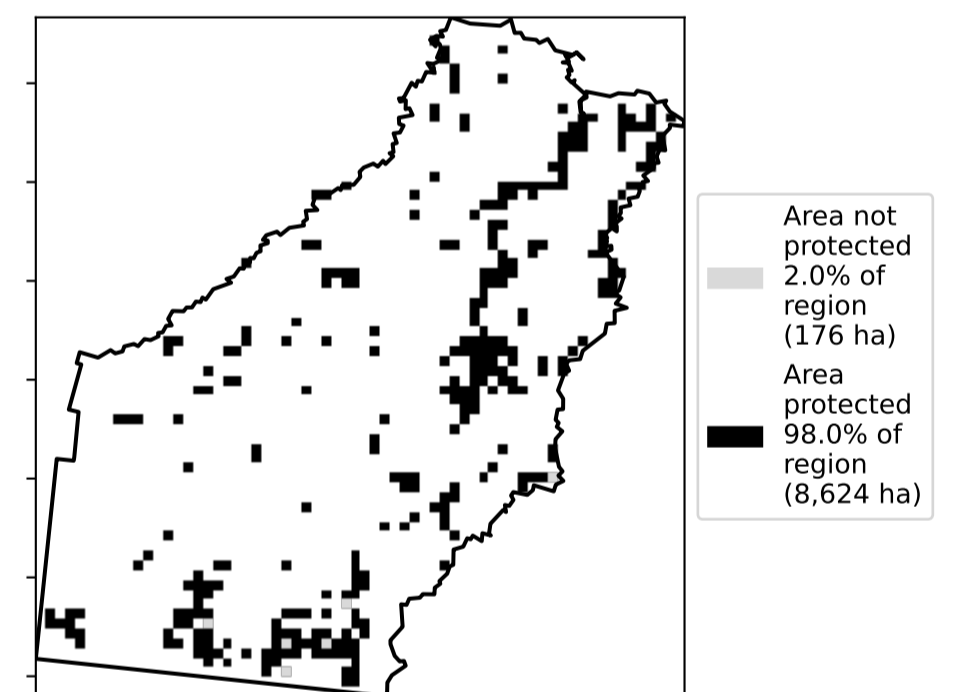 Area not
protected
2.0% of
region
(176 ha)
Area
protected
98.0% of
region
(8,624 ha)